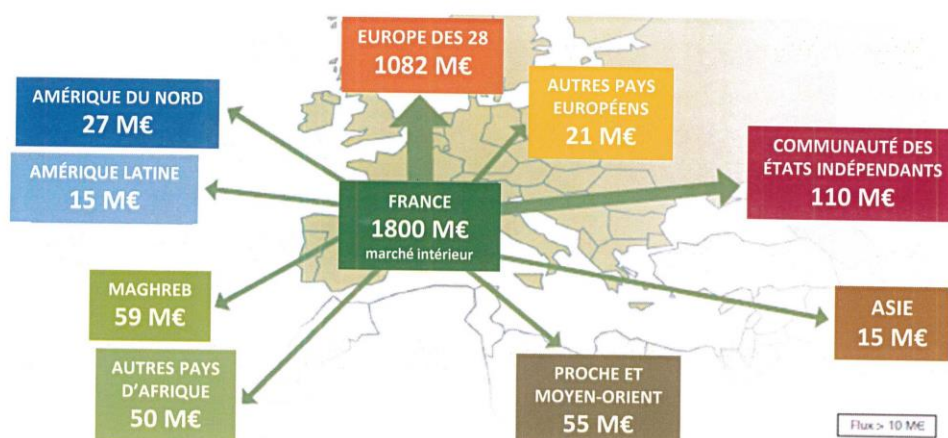 EUROPE DES 28
1082 M€
AMÉRIQUE DU NORD
27 M€
AUTRES PAYS
EUROPÉENS
21 M€
COMMUNAUTÉ DES
ÉTATS INDÉPENDANTS
110 M€
AMÉRIQUE LATINE
15 M€
FRANCE
1800 M€
marché intérieur
MAGHREB
59 M€
ASIE
15 M€
AUTRES PAYS
D'AFRIQUE
50 M€
PROCHE ET
MOYEN-ORIENT
55 M€
Flux > 10 M€